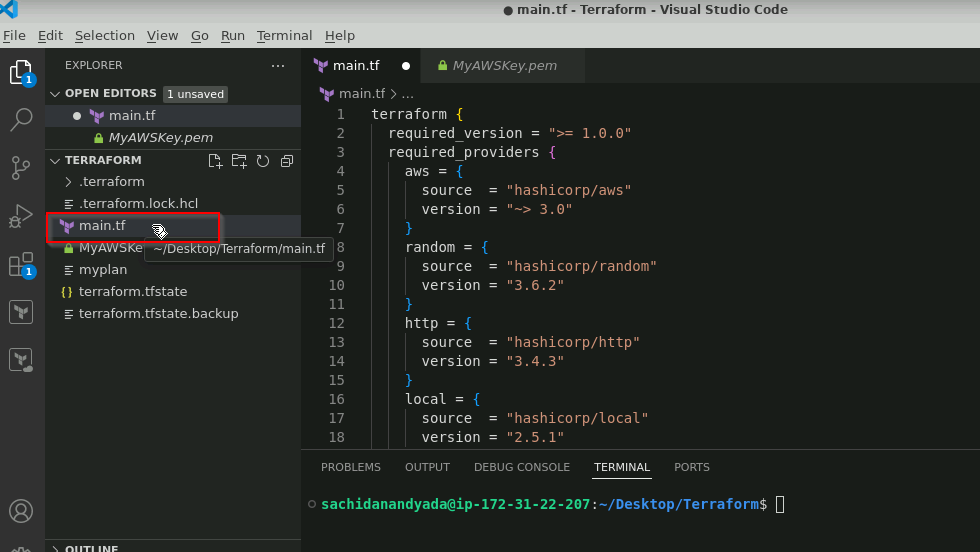 ● main.tf - Terraform - Visual Studio Code
File Edit Selection View Go Run Terminal Help
EXPLORER ...
OPEN EDITORS 1 unsaved
● main.tf
MyAWSKey.pem
TERRAFORM
.terraform
.terraform.lock.hcl
main.tf
MyAWSKe
~/Desktop/Terraform/main.tf
myplan
{} terraform.tfstate
terraform.tfstate.backup
OUTLINE
1
1
main.tf ● MyAWSKey.pem
main.tf > ...
1 terraform {
2 required_version = ">= 1.0.0"
3 required_providers {
4 aws = {
5 source  = "hashicorp/aws"
6 version = "~> 3.0"
7 }
8 random = {
9 source  = "hashicorp/random"
10 version = "3.6.2"
11 }
12 http = {
13 source  = "hashicorp/http"
14 version = "3.4.3"
15 }
16 local = {
17 source  = "hashicorp/local"
18 version = "2.5.1"
PROBLEMS OUTPUT DEBUG CONSOLE TERMINAL PORTS
sachidanandyada@ip-172-31-22-207:~/Desktop/Terraform$